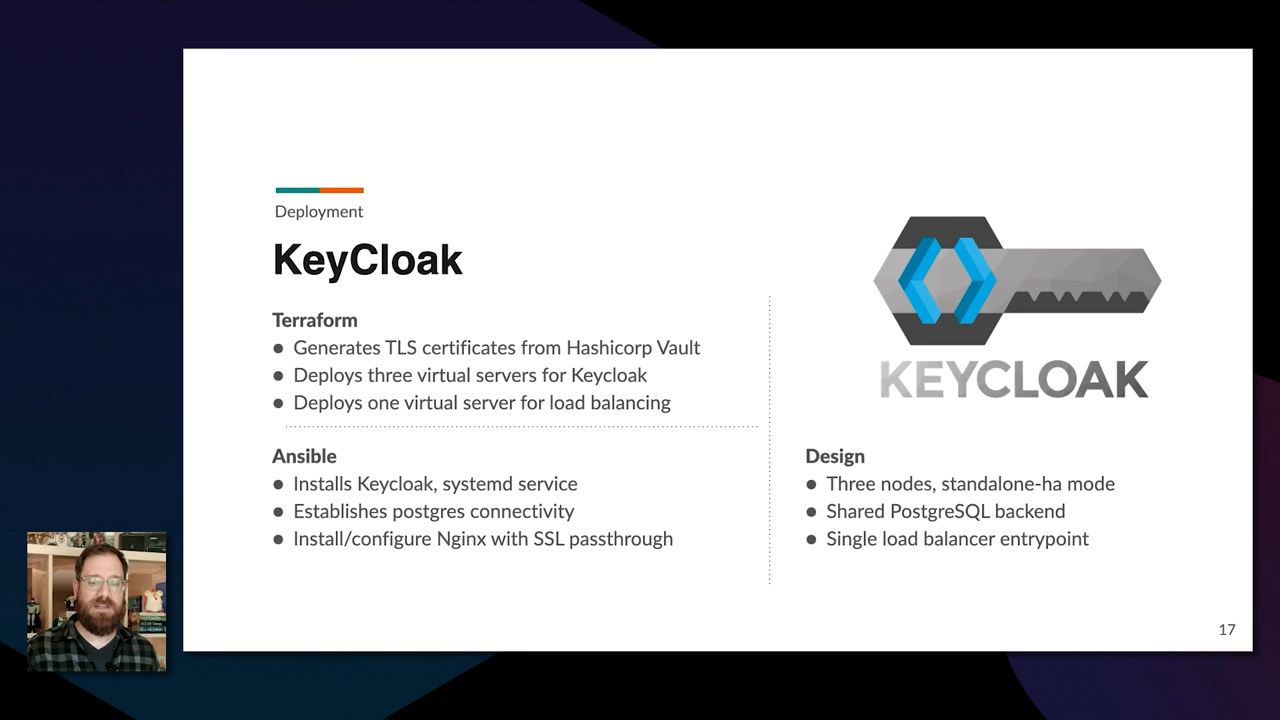 Deployment
KeyCloak
Terraform
● Generates TLS certificates from Hashicorp Vault
● Deploys three virtual servers for Keycloak
● Deploys one virtual server for load balancing
Ansible
● Installs Keycloak, systemd service
● Establishes postgres connectivity
● Install/configure Nginx with SSL passthrough
KEYCLOAK
Design
● Three nodes, standalone-ha mode
● Shared PostgreSQL backend
● Single load balancer entrypoint
17